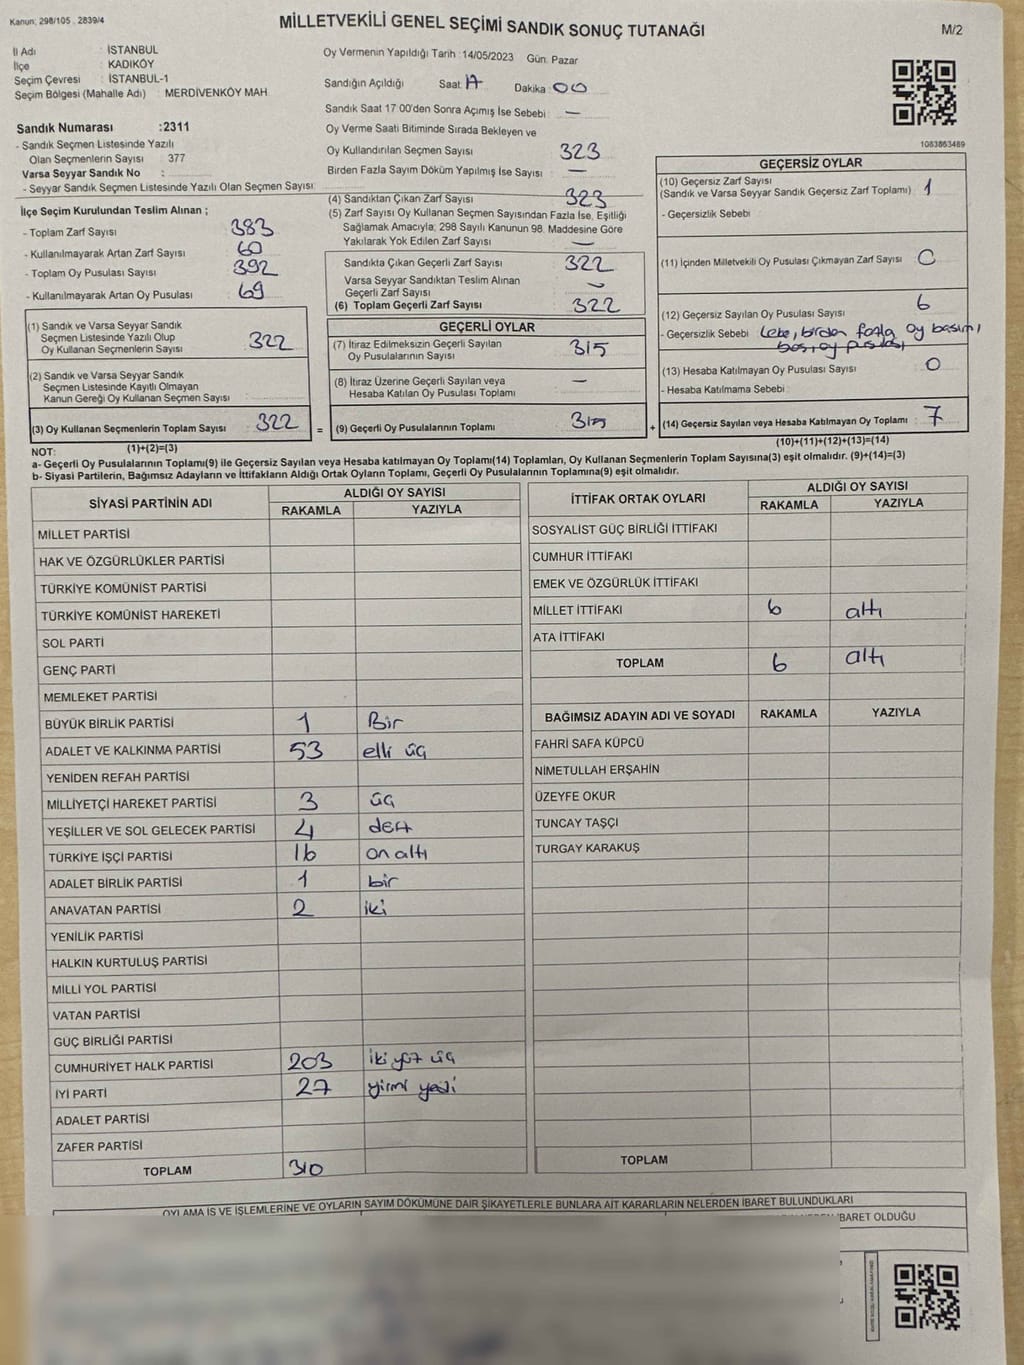 Kanun; 298/105 . 2839/4
MİLLETVEKİLİ GENEL SEÇİMİ SANDIK SONUÇ TUTANAĞI
M/2
İl Adı : İSTANBUL
İlçe : KADIKÖY
Seçim Çevresi : İSTANBUL-1
Seçim Bölgesi (Mahalle Adı) : MERDİVENKÖY MAH
Sandık Numarası :2311
- Sandık Seçmen Listesinde Yazılı
Olan Seçmenlerin Sayısı : 377
Varsa Seyyar Sandık No :
- Seyyar Sandık Seçmen Listesinde Yazılı Olan Seçmen Sayısı:
İlçe Seçim Kurulundan Teslim Alınan ;
- Toplam Zarf Sayısı 383
- Kullanılmayarak Artan Zarf Sayısı 60
- Toplam Oy Pusulası Sayısı 392
- Kullanılmayarak Artan Oy Pusulası 69
(1) Sandık ve Varsa Seyyar Sandık
Seçmen Listesinde Yazılı Olup
Oy Kullanan Seçmenlerin Sayısı 322
(2) Sandık ve Varsa Seyyar Sandık
Seçmen Listesinde Kayıtlı Olmayan
Kanun Gereği Oy Kullanan Seçmen Sayısı
(3) Oy Kullanan Seçmenlerin Toplam Sayısı 322 =
Oy Vermenin Yapıldığı Tarih :14/05/2023 Gün: Pazar
Sandığın Açıldığı Saat: Dakika: 00
Sandık Saat 17:00'den Sonra Açımış İse Sebebi : —
Oy Verme Saati Bitiminde Sırada Bekleyen ve
Oy Kullandırılan Seçmen Sayısı 323
Birden Fazla Sayım Döküm Yapılmış İse Sayısı : —
(4) Sandıktan Çıkan Zarf Sayısı 323
(5) Zarf Sayısı Oy Kullanan Seçmen Sayısından Fazla İse, Eşitliği
Sağlamak Amacıyla; 298 Sayılı Kanunun 98. Maddesine Göre
Yakılarak Yok Edilen Zarf Sayısı —
Sandıkta Çıkan Geçerli Zarf Sayısı 322
Varsa Seyyar Sandıktan Teslim Alınan
Geçerli Zarf Sayısı —
(6) Toplam Geçerli Zarf Sayısı 322
GEÇERLİ OYLAR
(7) İtiraz Edilmeksizin Geçerli Sayılan
Oy Pusulasının Sayısı 315
(8) İtiraz Üzerine Geçerli Sayılan veya
Hesaba Katılan Oy Pusulası Toplamı —
(9) Geçerli Oy Pusulalarının Toplamı 315 +
1083863489
GEÇERSİZ OYLAR
(10) Geçersiz Zarf Sayısı
(Sandık ve Varsa Seyyar Sandık Geçersiz Zarf Toplamı) 1
- Geçersizlik Sebebi
(11) İçinden Milletvekili Oy Pusulası Çıkmayan Zarf Sayısı 0
(12) Geçersiz Sayılan Oy Pusulası Sayısı 6
- Geçersizlik Sebebi : Leke, birden fazla oy basımı,
boş oy pusulası
(13) Hesaba Katılmayan Oy Pusulası Sayısı 0
- Hesaba Katılmama Sebebi :
(14) Geçersiz Sayılan veya Hesaba Katılmayan Oy Toplamı 7
NOT: (1)+(2)=(3)
(10)+(11)+(12)+(13)=(14)
a- Geçerli Oy Pusulalarının Toplamı(9) ile Geçersiz Sayılan veya Hesaba katılmayan Oy Toplamı(14) Toplamları, Oy Kullanan Seçmenlerin Toplam Sayısına(3) eşit olmalıdır. (9)+(14)=(3)
b- Siyasi Partilerin, Bağımsız Adayların ve İttifakların Aldığı Ortak Oyların Toplamı, Geçerli Oy Pusulalarının Toplamına(9) eşit olmalıdır.
SİYASİ PARTİNİN ADI ALDIĞI OY SAYISI
RAKAMLA YAZIYLA
MİLLET PARTİSİ
HAK VE ÖZGÜRLÜKLER PARTİSİ
TÜRKİYE KOMÜNİST PARTİSİ
TÜRKİYE KOMÜNİST HAREKETİ
SOL PARTİ
GENÇ PARTİ
MEMLEKET PARTİSİ
BÜYÜK BİRLİK PARTİSİ 1 Bir
ADALET VE KALKINMA PARTİSİ 53 elli üç
YENİDEN REFAH PARTİSİ
MİLLİYETÇİ HAREKET PARTİSİ 3 üç
YEŞİLLER VE SOL GELECEK PARTİSİ 4 dört
TÜRKİYE İŞÇİ PARTİSİ 16 on altı
ADALET BİRLİK PARTİSİ 1 bir
ANAVATAN PARTİSİ 2 iki
YENİLİK PARTİSİ
HALKIN KURTULUŞ PARTİSİ
MİLLİ YOL PARTİSİ
VATAN PARTİSİ
GÜÇ BİRLİĞİ PARTİSİ
CUMHURİYET HALK PARTİSİ 203 iki yüz üç
İYİ PARTİ 27 yirmi yedi
ADALET PARTİSİ
ZAFER PARTİSİ
TOPLAM 310
İTTİFAK ORTAK OYLARI ALDIĞI OY SAYISI
RAKAMLA YAZIYLA
SOSYALİST GÜÇ BİRLİĞİ İTTİFAKI
CUMHUR İTTİFAKI
EMEK VE ÖZGÜRLÜK İTTİFAKI
MİLLET İTTİFAKI 6 altı
ATA İTTİFAKI
TOPLAM 6 altı
BAĞIMSIZ ADAYIN ADI VE SOYADI RAKAMLA YAZIYLA
FAHRİ SAFA KÜPCÜ
NİMETULLAH ERŞAHİN
ÜZEYFE OKUR
TUNCAY TAŞÇI
TURGAY KARAKUŞ
TOPLAM
OYLAMA İŞ VE İŞLEMLERİNE VE OYLARIN SAYIM DÖKÜMÜNE DAİR ŞİKAYETLERLE BUNLARA AİT KARARLARIN NELERDEN İBARET BULUNDUKLARI
İBARET OLDUĞU